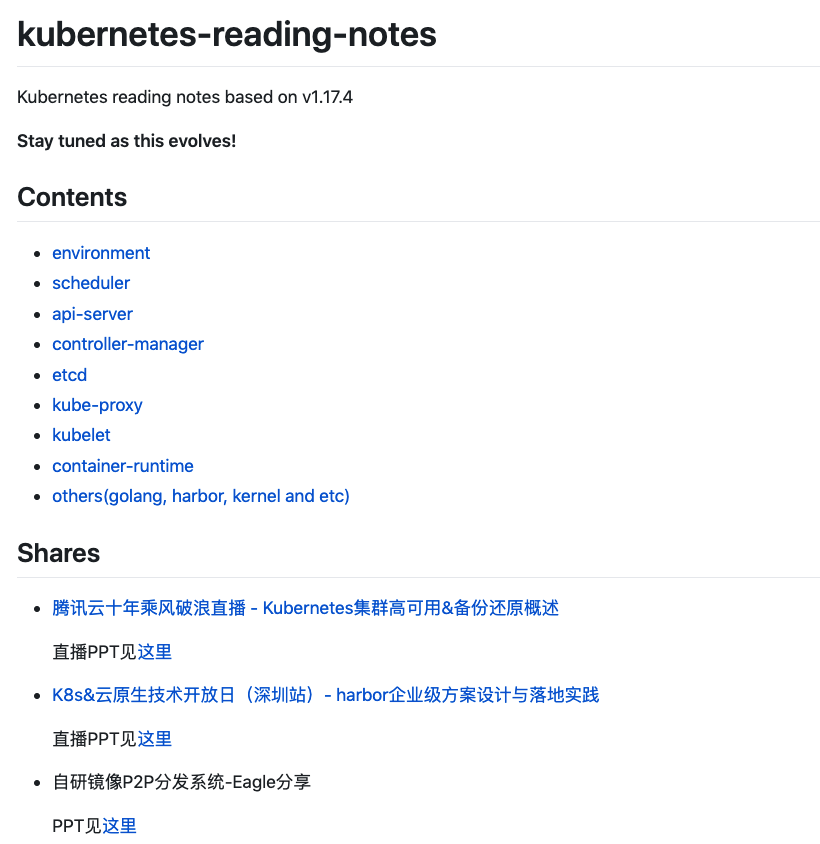 kubernetes-reading-notes
Kubernetes reading notes based on v1.17.4
Stay tuned as this evolves!
Contents
environment
scheduler
api-server
controller-manager
etcd
kube-proxy
kubelet
container-runtime
others(golang, harbor, kernel and etc)
Shares
腾讯云十年乘风破浪直播 - Kubernetes集群高可用&备份还原概述
直播PPT见这里
K8s&云原生技术开放日（深圳站）- harbor企业级方案设计与落地实践
直播PPT见这里
自研镜像P2P分发系统-Eagle分享
PPT见这里